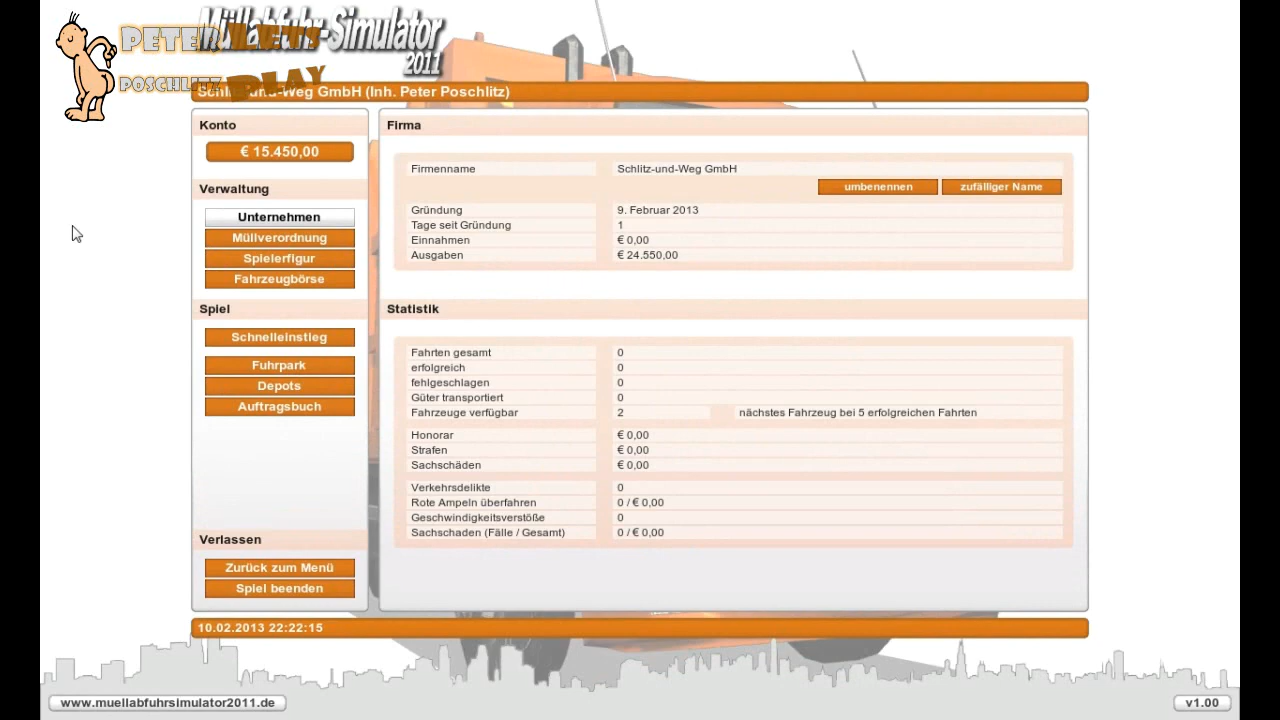 PETER LETS
POSCHLITZ PLAY
Müllabfuhr-Simulator
2011
Schlitz-und-Weg GmbH (Inh. Peter Poschlitz)
Konto
€ 15.450,00
Verwaltung
Unternehmen
Müllverordnung
Spielerfigur
Fahrzeugbörse
Spiel
Schnelleinstieg
Fuhrpark
Depots
Auftragsbuch
Verlassen
Zurück zum Menü
Spiel beenden
Firma
Firmenname Schlitz-und-Weg GmbH
umbenennen zufälliger Name
Gründung 9. Februar 2013
Tage seit Gründung 1
Einnahmen € 0,00
Ausgaben € 24.550,00
Statistik
Fahrten gesamt 0
erfolgreich 0
fehlgeschlagen 0
Güter transportiert 0
Fahrzeuge verfügbar 2 nächstes Fahrzeug bei 5 erfolgreichen Fahrten
Honorar € 0,00
Strafen € 0,00
Sachschäden € 0,00
Verkehrsdelikte 0
Rote Ampeln überfahren 0 / € 0,00
Geschwindigkeitsverstöße 0
Sachschaden (Fälle / Gesamt) 0 / € 0,00
10.02.2013 22:22:15
www.muellabfuhrsimulator2011.de
v1.00